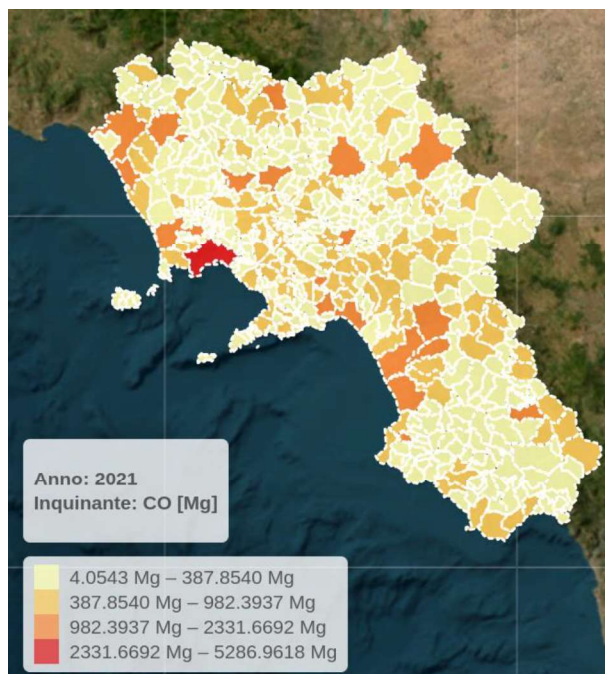 Anno: 2021
Inquinante: CO [Mg]
4.0543 Mg – 387.8540 Mg
387.8540 Mg – 982.3937 Mg
982.3937 Mg – 2331.6692 Mg
2331.6692 Mg – 5286.9618 Mg